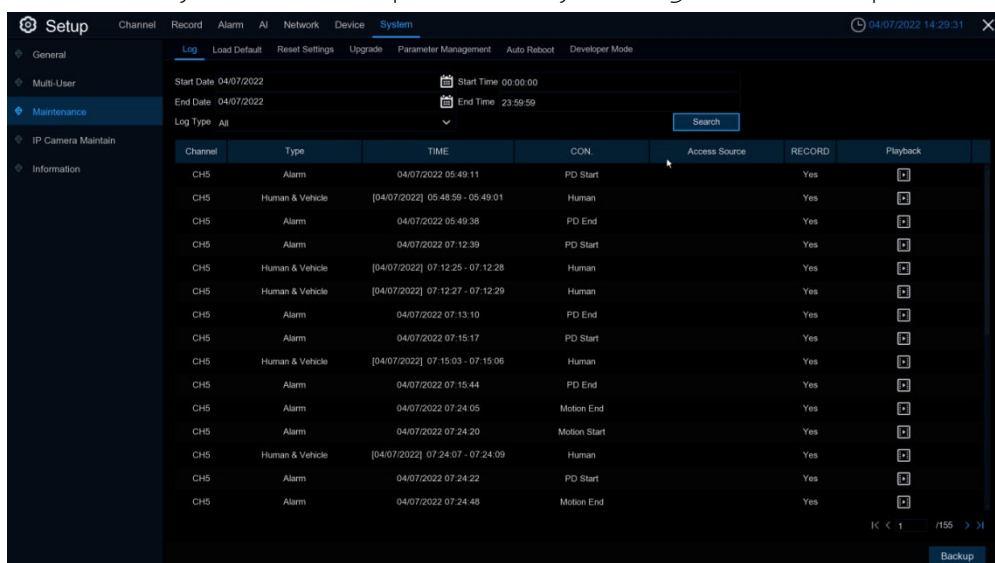 Setup Channel Record Alarm AI Network Device System 04/07/2022 14:29:31
General
Multi-User
Maintenance
IP Camera Maintain
Information
Log Load Default Reset Settings Upgrade Parameter Management Auto Reboot Developer Mode
Start Date 04/07/2022 Start Time 00:00:00
End Date 04/07/2022 End Time 23:59:59
Log Type All Search
Channel Type TIME CON. Access Source RECORD Playback
CH5 Alarm 04/07/2022 05:49:11 PD Start Yes
CH5 Human & Vehicle [04/07/2022] 05:48:59 - 05:49:01 Human Yes
CH5 Alarm 04/07/2022 05:49:38 PD End Yes
CH5 Alarm 04/07/2022 07:12:39 PD Start Yes
CH5 Human & Vehicle [04/07/2022] 07:12:25 - 07:12:28 Human Yes
CH5 Human & Vehicle [04/07/2022] 07:12:27 - 07:12:29 Human Yes
CH5 Alarm 04/07/2022 07:13:10 PD End Yes
CH5 Alarm 04/07/2022 07:15:17 PD Start Yes
CH5 Human & Vehicle [04/07/2022] 07:15:03 - 07:15:06 Human Yes
CH5 Alarm 04/07/2022 07:15:44 PD End Yes
CH5 Alarm 04/07/2022 07:24:05 Motion End Yes
CH5 Alarm 04/07/2022 07:24:20 Motion Start Yes
CH5 Human & Vehicle [04/07/2022] 07:24:07 - 07:24:09 Human Yes
CH5 Alarm 04/07/2022 07:24:22 PD Start Yes
CH5 Alarm 04/07/2022 07:24:48 Motion End Yes
1 /155
Backup